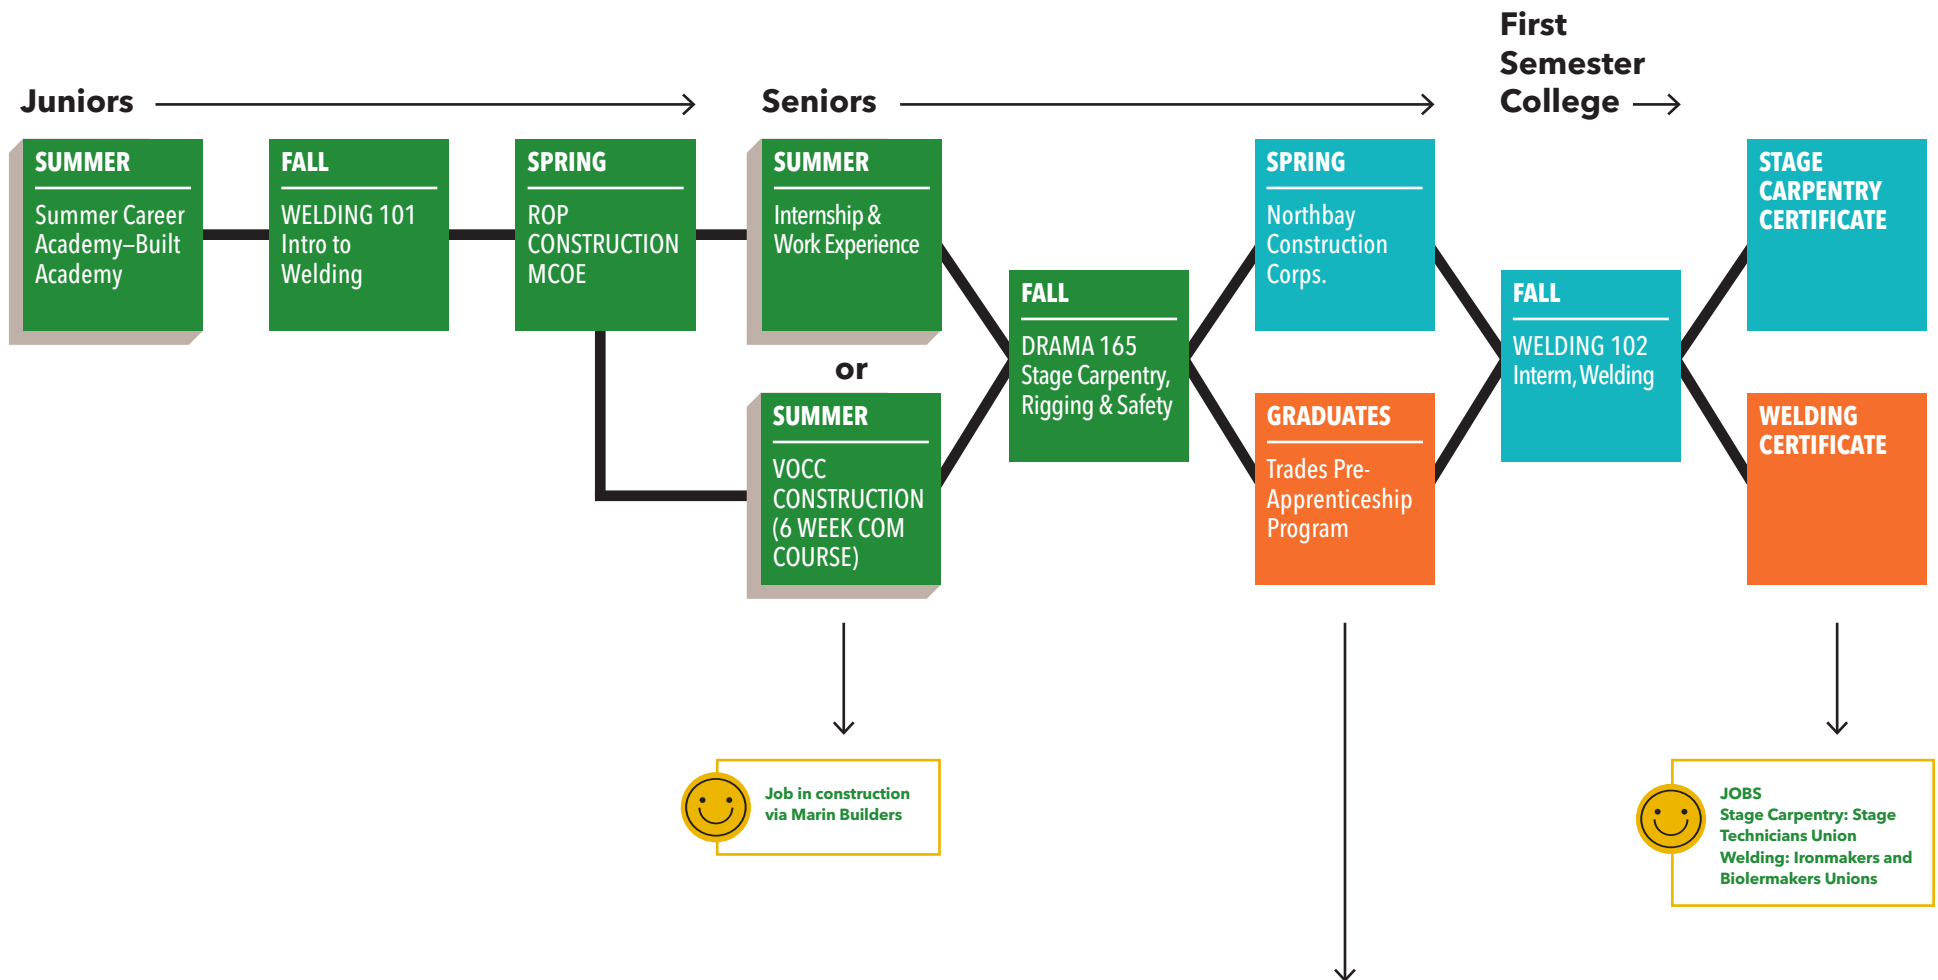 Juniors
Seniors
First
Semester
College
SUMMER
Summer Career
Academy–Built
Academy
FALL
WELDING 101
Intro to
Welding
SPRING
ROP
CONSTRUCTION
MCOE
SUMMER
Internship &
Work Experience
or
SUMMER
VOCC
CONSTRUCTION
(6 WEEK COM
COURSE)
FALL
DRAMA 165
Stage Carpentry,
Rigging & Safety
SPRING
Northbay
Construction
Corps.
GRADUATES
Trades Pre-
Apprenticeship
Program
FALL
WELDING 102
Interm, Welding
STAGE
CARPENTRY
CERTIFICATE
WELDING
CERTIFICATE
Job in construction
via Marin Builders
JOBS
Stage Carpentry: Stage
Technicians Union
Welding: Ironmakers and
Biolermakers Unions